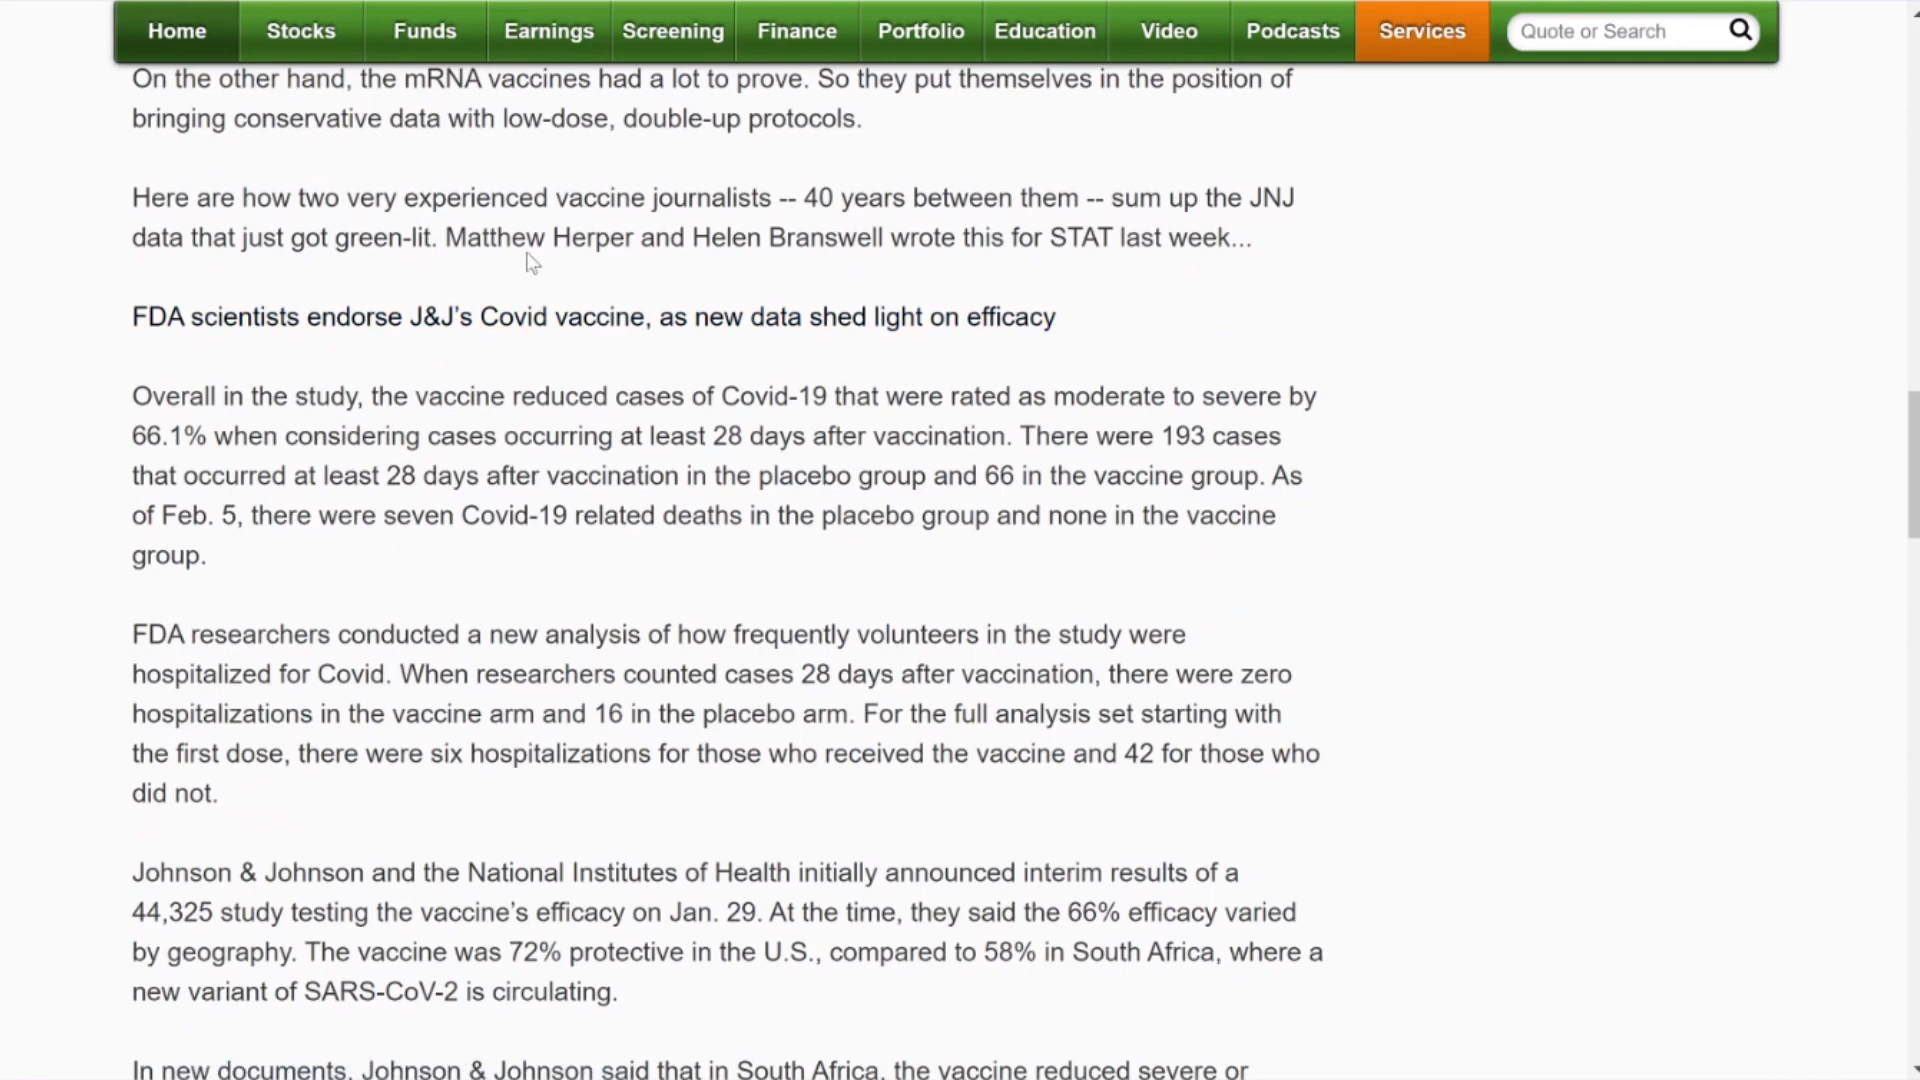 Home Stocks Funds Earnings Screening Finance Portfolio Education Video Podcasts Services Quote or Search
On the other hand, the mRNA vaccines had a lot to prove. So they put themselves in the position of
bringing conservative data with low-dose, double-up protocols.
Here are how two very experienced vaccine journalists -- 40 years between them -- sum up the JNJ
data that just got green-lit. Matthew Herper and Helen Branswell wrote this for STAT last week...
FDA scientists endorse J&J’s Covid vaccine, as new data shed light on efficacy
Overall in the study, the vaccine reduced cases of Covid-19 that were rated as moderate to severe by
66.1% when considering cases occurring at least 28 days after vaccination. There were 193 cases
that occurred at least 28 days after vaccination in the placebo group and 66 in the vaccine group. As
of Feb. 5, there were seven Covid-19 related deaths in the placebo group and none in the vaccine
group.
FDA researchers conducted a new analysis of how frequently volunteers in the study were
hospitalized for Covid. When researchers counted cases 28 days after vaccination, there were zero
hospitalizations in the vaccine arm and 16 in the placebo arm. For the full analysis set starting with
the first dose, there were six hospitalizations for those who received the vaccine and 42 for those who
did not.
Johnson & Johnson and the National Institutes of Health initially announced interim results of a
44,325 study testing the vaccine’s efficacy on Jan. 29. At the time, they said the 66% efficacy varied
by geography. The vaccine was 72% protective in the U.S., compared to 58% in South Africa, where a
new variant of SARS-CoV-2 is circulating.
In new documents, Johnson & Johnson said that in South Africa, the vaccine reduced severe or